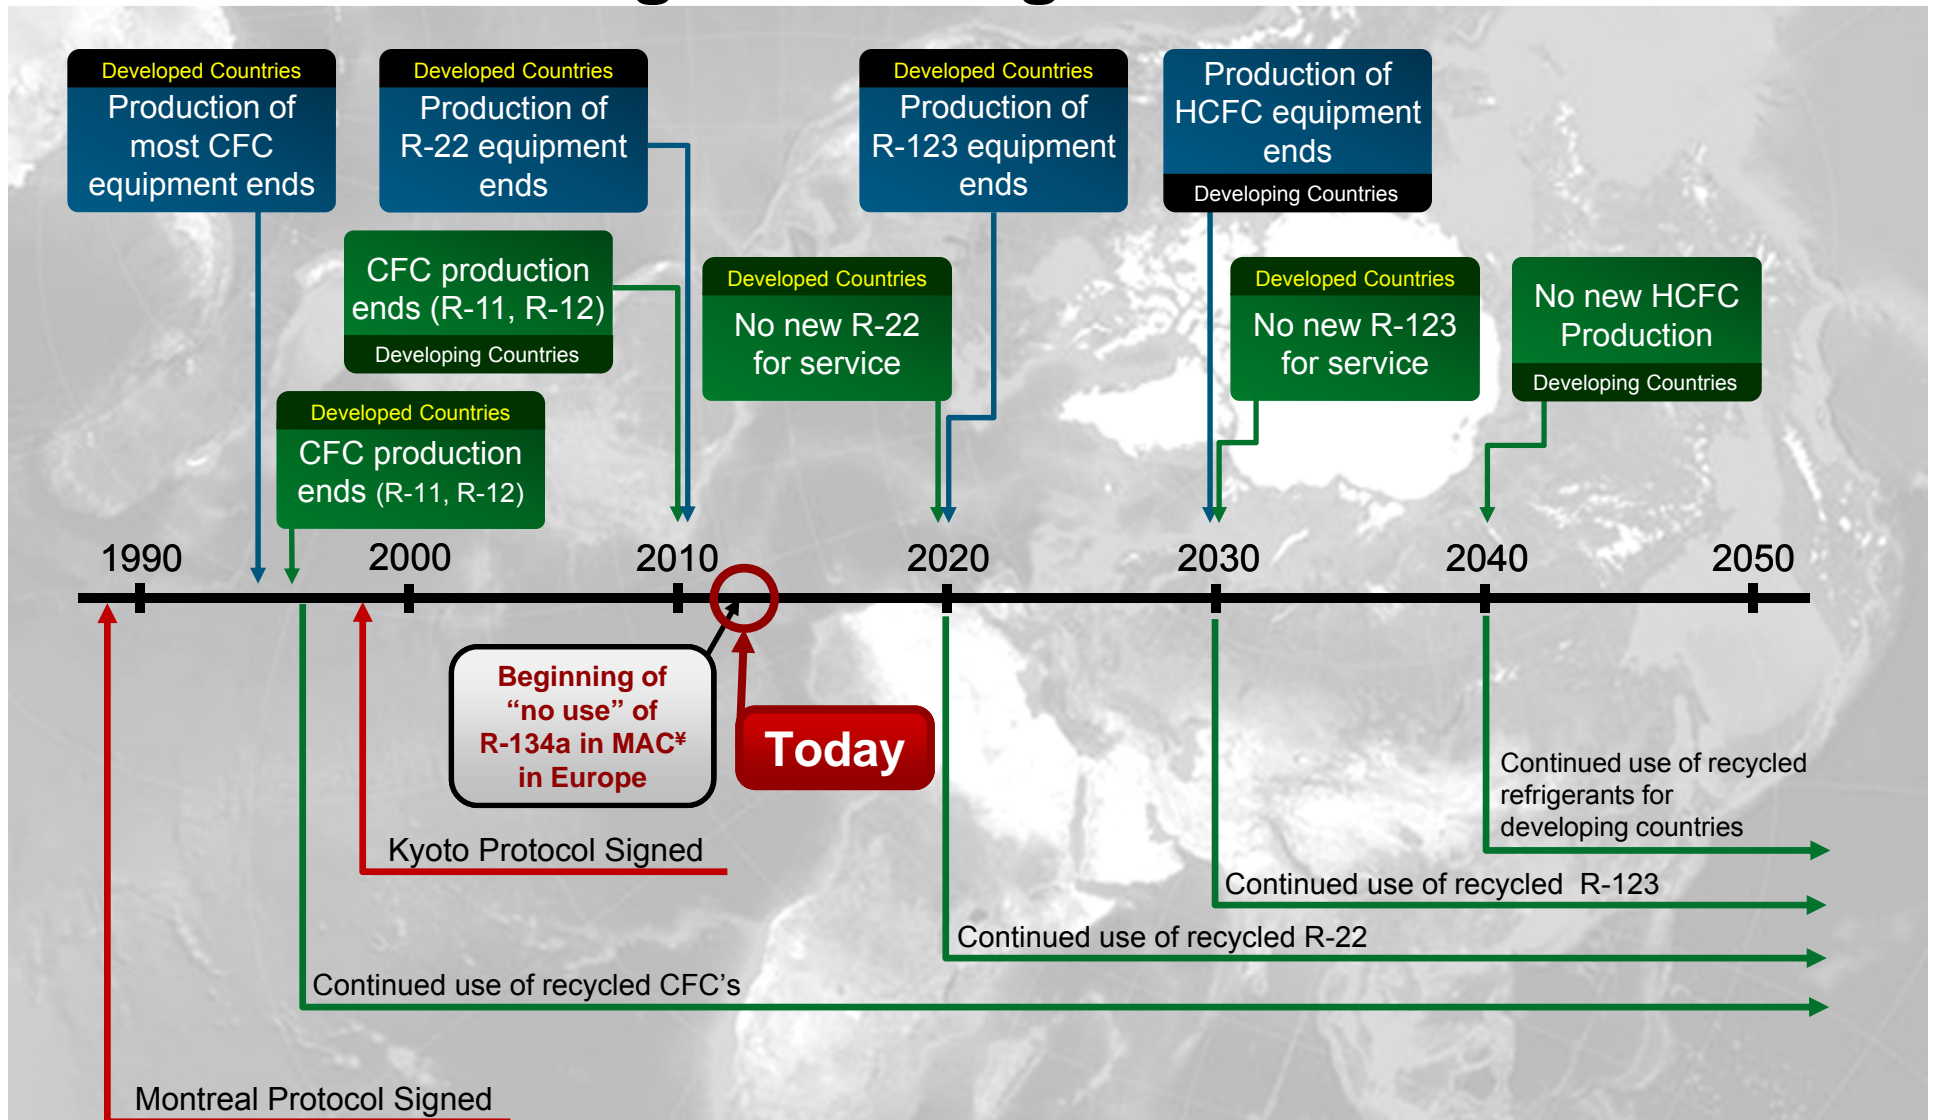 Developed Countries
Production of
most CFC
equipment ends
Developed Countries
Production of
R-22 equipment
ends
Developed Countries
Production of
R-123 equipment
ends
Production of
HCFC equipment
ends
Developing Countries
CFC production
ends (R-11, R-12)
Developing Countries
Developed Countries
No new R-22
for service
Developed Countries
No new R-123
for service
No new HCFC
Production
Developing Countries
Developed Countries
CFC production
ends (R-11, R-12)
1990
2000
2010
2020
2030
2040
2050
Beginning of
“no use” of
R-134a in MAC¥
in Europe
Today
Continued use of recycled
refrigerants for
developing countries
Kyoto Protocol Signed
Continued use of recycled R-123
Continued use of recycled R-22
Continued use of recycled CFC’s
Montreal Protocol Signed